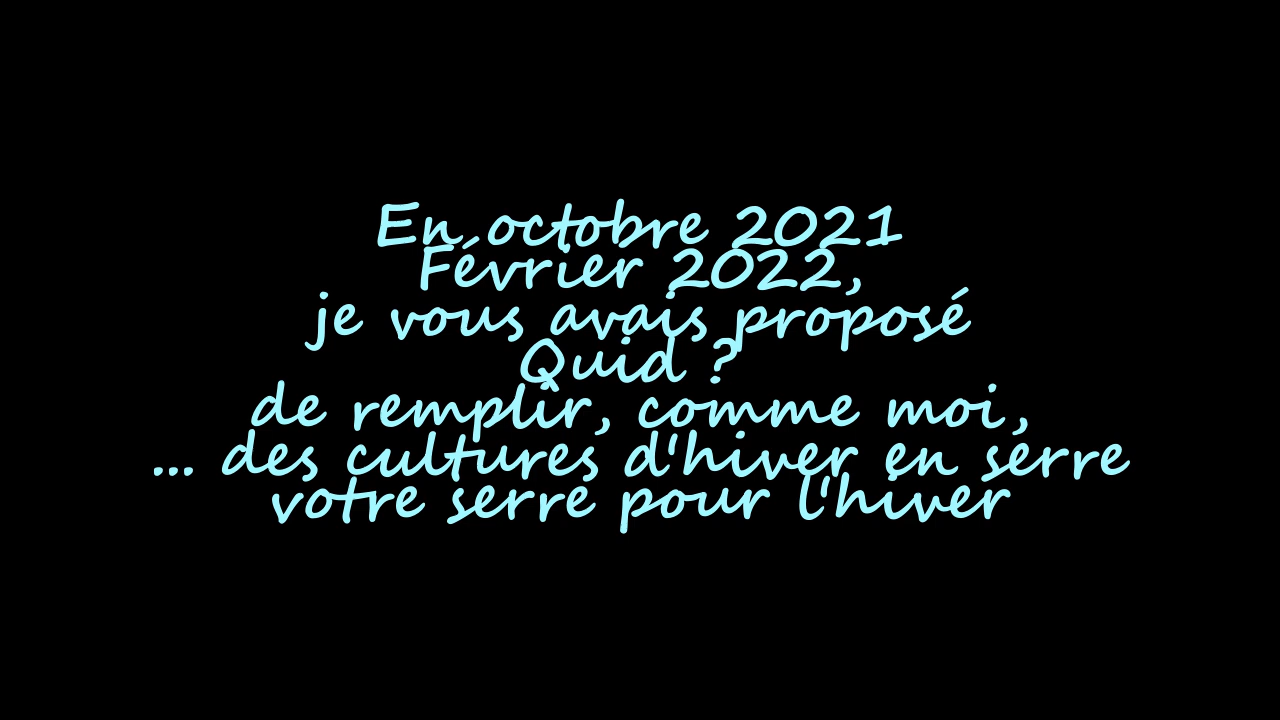 En octobre 2021
Février 2022,
je vous avais proposé
Quid ?
de remplir, comme moi,
... des cultures d'hiver en serre
votre serre pour l'hiver